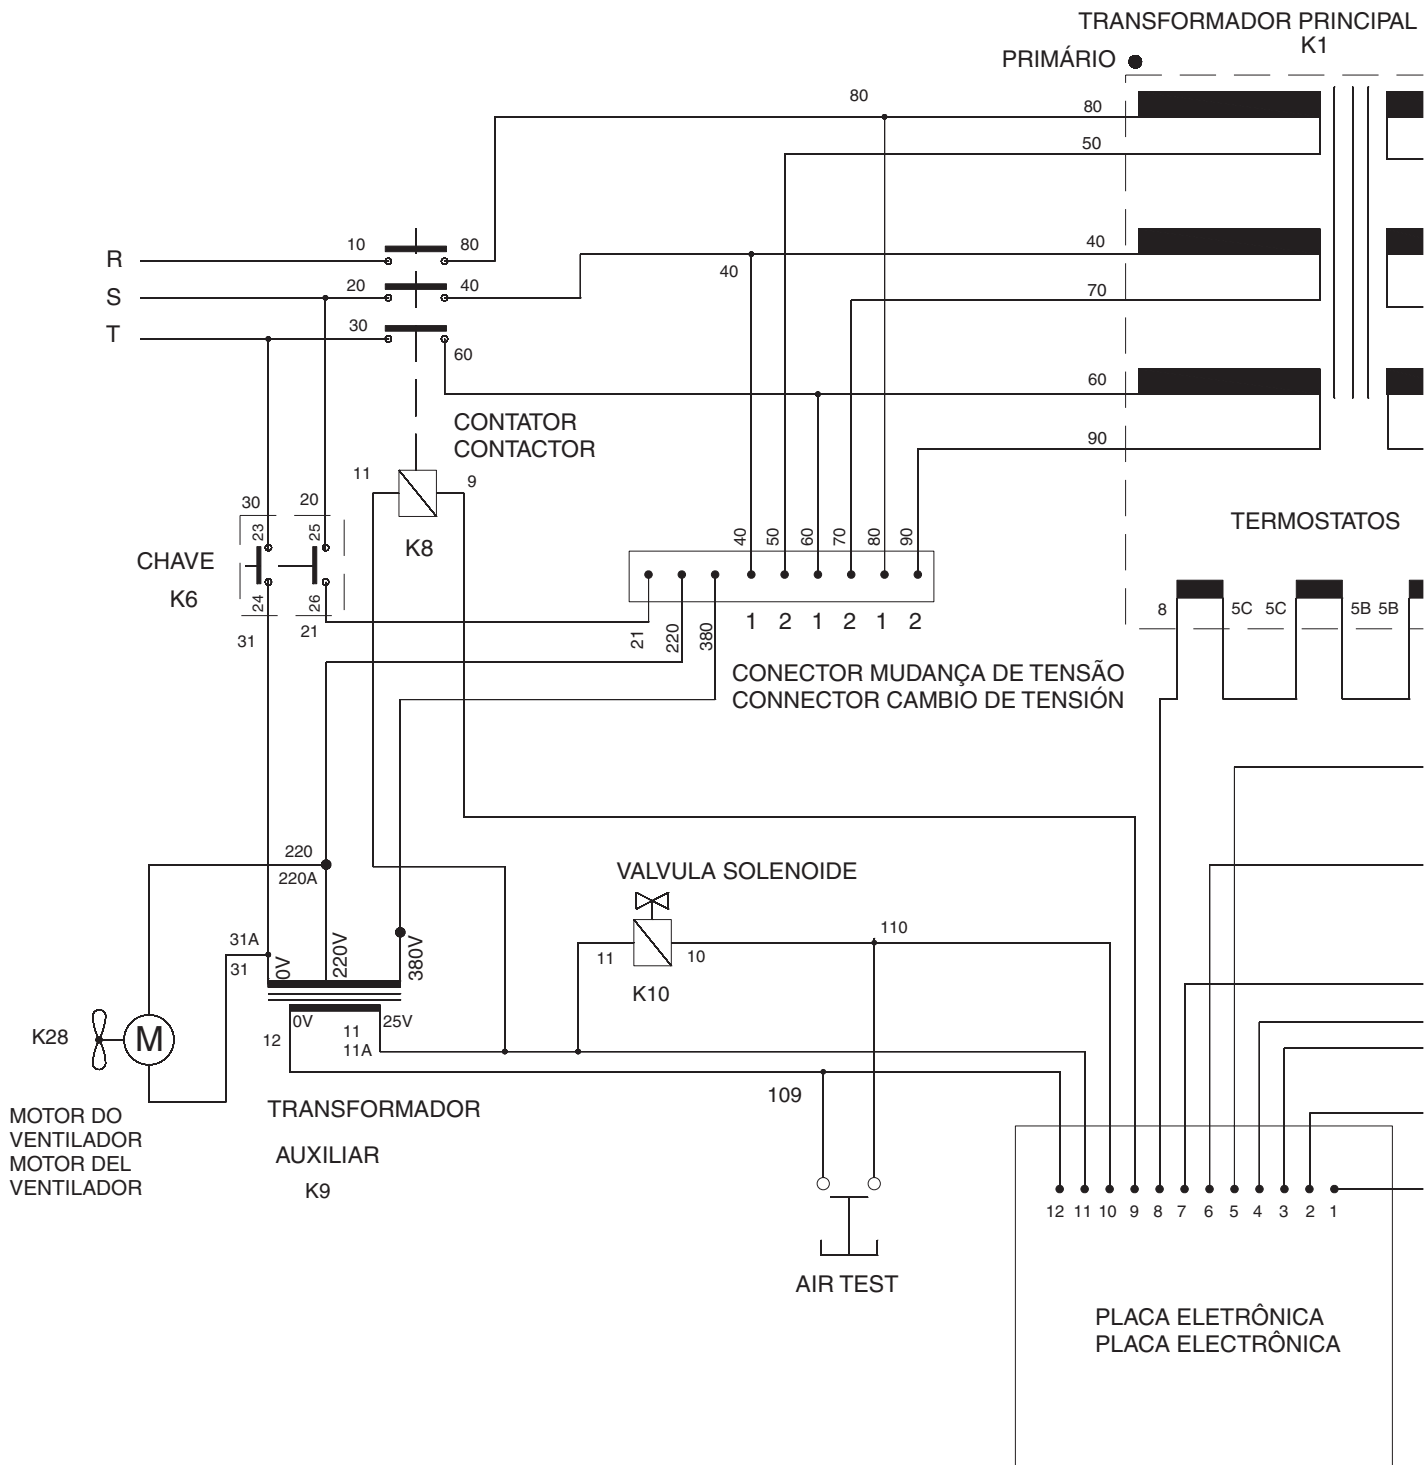 TRANSFORMADOR PRINCIPAL
K1
PRIMÁRIO
80
80
50
40
40
70
60
90
R
10
80
S
20
40
T
30
60
CONTATOR
CONTACTOR
11
9
K8
30
20
23
25
CHAVE
K6
24
26
31
21
40
50
60
70
80
90
21
220
380
1 2 1 2 1 2
CONECTOR MUDANÇA DE TENSÃO
CONNECTOR CAMBIO DE TENSIÓN
TERMOSTATOS
8
5C
5C
5B
5B
220
220A
VALVULA SOLENOIDE
11
10
110
K10
31A
31
0V
220V
380V
0V
25V
12
11
11A
K28
M
MOTOR DO
VENTILADOR
MOTOR DEL
VENTILADOR
TRANSFORMADOR
AUXILIAR
K9
109
AIR TEST
12 11 10 9 8 7 6 5 4 3 2 1
PLACA ELETRÔNICA
PLACA ELECTRÔNICA